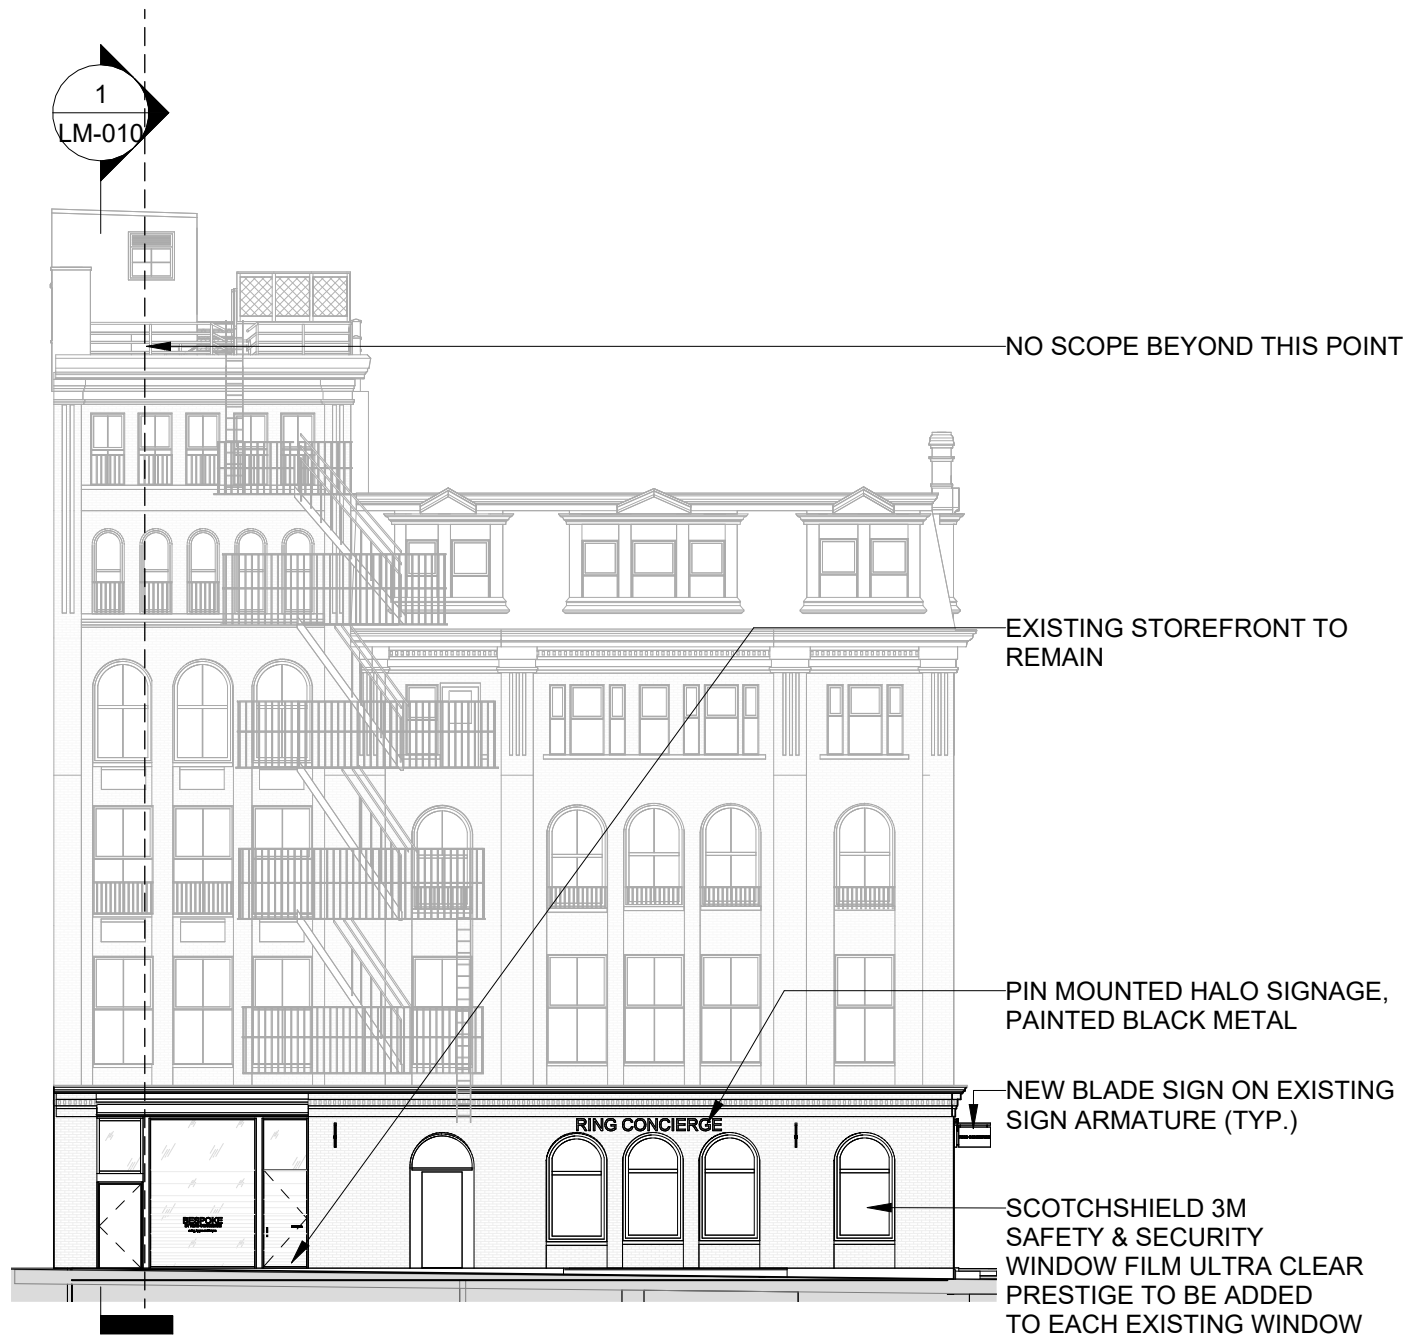 1
LM-010
NO SCOPE BEYOND THIS POINT
EXISTING STOREFRONT TO
REMAIN
PIN MOUNTED HALO SIGNAGE,
PAINTED BLACK METAL
NEW BLADE SIGN ON EXISTING
SIGN ARMATURE (TYP.)
RING CONCIERGE
SCOTCHSHIELD 3M
SAFETY & SECURITY
WINDOW FILM ULTRA CLEAR
PRESTIGE TO BE ADDED
TO EACH EXISTING WINDOW
BESPOKE